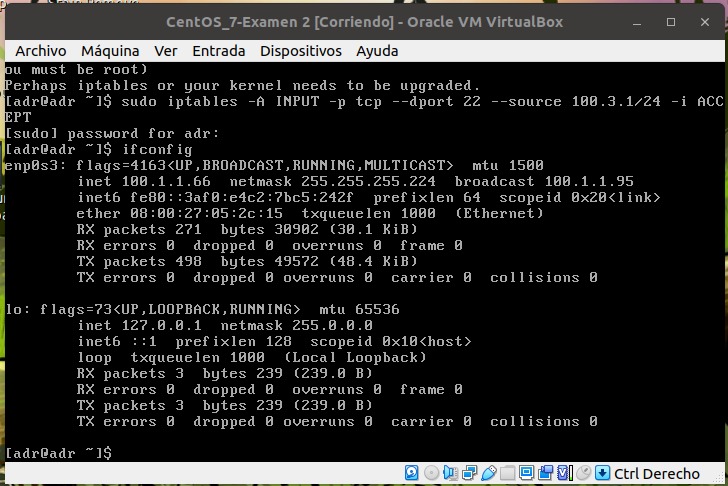 CentOS_7-Examen 2 [Corriendo] - Oracle VM VirtualBox
Archivo Máquina Ver Entrada Dispositivos Ayuda
ou must be root)
Perhaps iptables or your kernel needs to be upgraded.
[adr@adr ~]$ sudo iptables -A INPUT -p tcp --dport 22 --source 100.3.1/24 -i ACC
EPT
[sudo] password for adr:
[adr@adr ~]$ ifconfig
enp0s3: flags=4163<UP,BROADCAST,RUNNING,MULTICAST>  mtu 1500
        inet 100.1.1.66  netmask 255.255.255.224  broadcast 100.1.1.95
        inet6 fe80::3af0:e4c2:7bc5:242f  prefixlen 64  scopeid 0x20<link>
        ether 08:00:27:05:2c:15  txqueuelen 1000  (Ethernet)
        RX packets 271  bytes 30902 (30.1 KiB)
        RX errors 0  dropped 0  overruns 0  frame 0
        TX packets 498  bytes 49572 (48.4 KiB)
        TX errors 0  dropped 0 overruns 0  carrier 0  collisions 0
lo: flags=73<UP,LOOPBACK,RUNNING>  mtu 65536
        inet 127.0.0.1  netmask 255.0.0.0
        inet6 ::1  prefixlen 128  scopeid 0x10<host>
        loop  txqueuelen 1000  (Local Loopback)
        RX packets 3  bytes 239 (239.0 B)
        RX errors 0  dropped 0  overruns 0  frame 0
        TX packets 3  bytes 239 (239.0 B)
        TX errors 0  dropped 0 overruns 0  carrier 0  collisions 0
[adr@adr ~]$
Ctrl Derecho